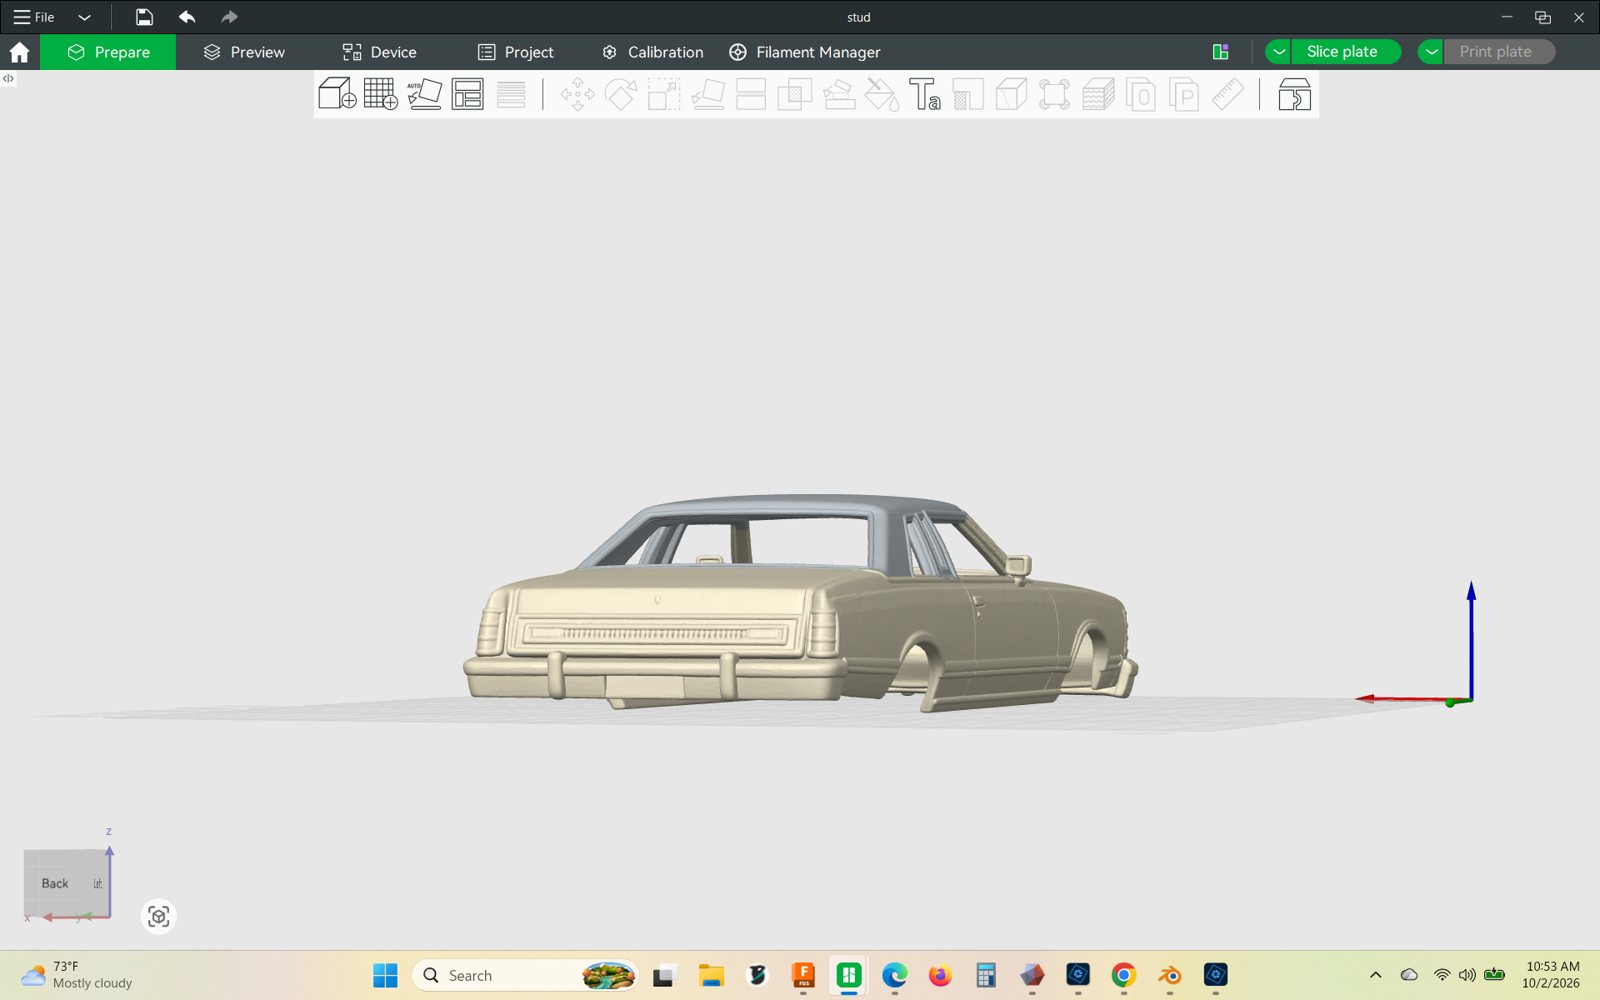 File
stud
Prepare
Preview
Device
Project
Calibration
Filament Manager
Slice plate
Print plate
AUTO
Ta
O
P
z
Back
x
y
73°F
Mostly cloudy
Search
F
10:53 AM
10/2/2026